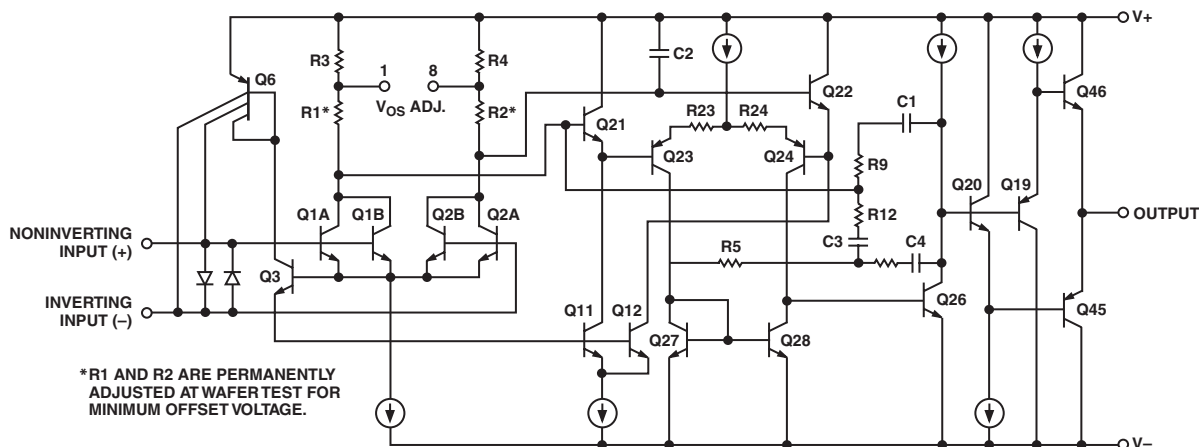 V+
R3
1
8
R4
C2
Q6
R1*
V_OS ADJ.
R2*
Q22
Q46
R23
R24
C1
Q21
Q23
Q24
R9
Q20
Q19
Q1A
Q1B
Q2B
Q2A
R12
OUTPUT
NONINVERTING
INPUT (+)
C3
C4
R5
Q3
INVERTING
INPUT (–)
Q11
Q12
Q26
Q45
Q27
Q28
*R1 AND R2 ARE PERMANENTLY
ADJUSTED AT WAFER TEST FOR
MINIMUM OFFSET VOLTAGE.
V–